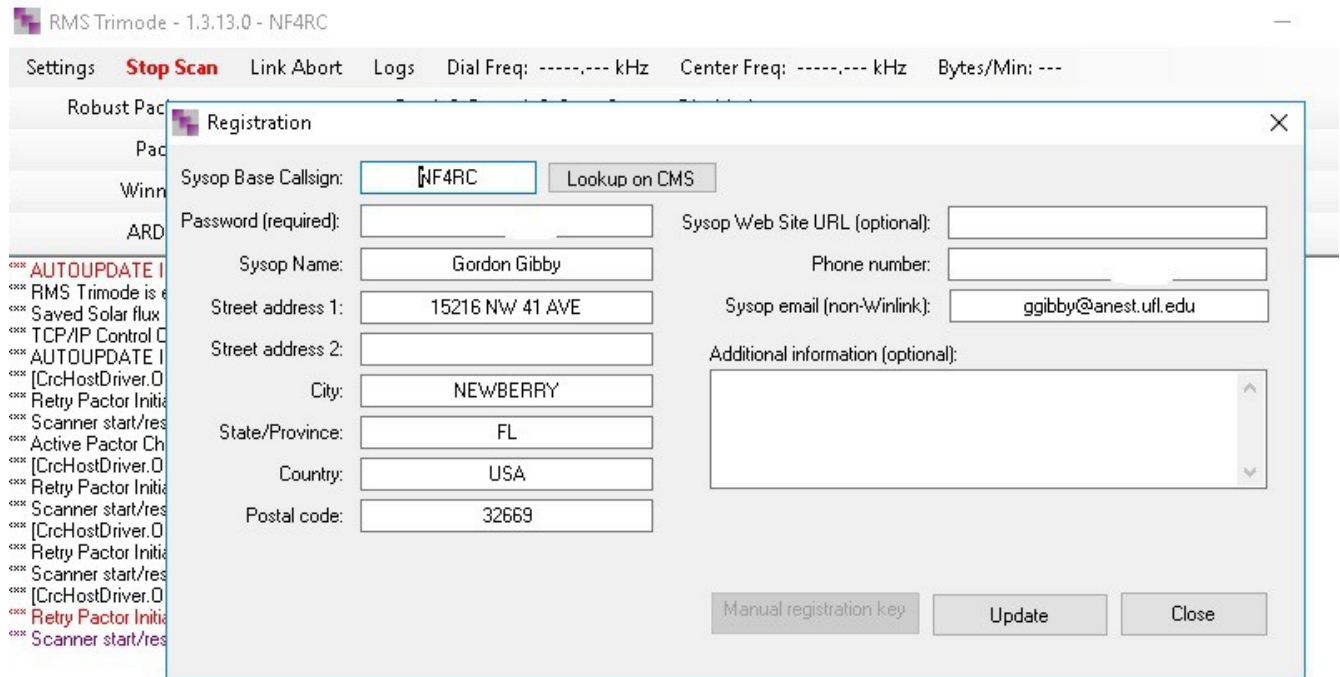 RMS Trimode - 1.3.13.0 - NF4RC
Settings Stop Scan Link Abort Logs Dial Freq: -----.--- kHz Center Freq: -----.--- kHz Bytes/Min: ---
Robust Pac
Registration
Pac
Winn
ARD
Sysop Base Callsign: NF4RC Lookup on CMS
Password (required): Sysop Web Site URL (optional):
Sysop Name: Gordon Gibby Phone number:
Street address 1: 15216 NW 41 AVE Sysop email (non-Winlink): ggibby@anest.ufl.edu
Street address 2: Additional information (optional):
City: NEWBERRY
State/Province: FL
Country: USA
Postal code: 32669
Manual registration key Update Close
*** AUTOUPDATE I
*** RMS Trimode is e
*** Saved Solar flux
*** TCP/IP Control C
*** AUTOUPDATE I
*** [CrcHostDriver.O
*** Retry Pactor Initia
*** Scanner start/res
*** Active Pactor Ch
*** [CrcHostDriver.O
*** Retry Pactor Initia
*** Scanner start/res
*** [CrcHostDriver.O
*** Retry Pactor Initia
*** Scanner start/res
*** [CrcHostDriver.O
*** Retry Pactor Initia
*** Scanner start/res